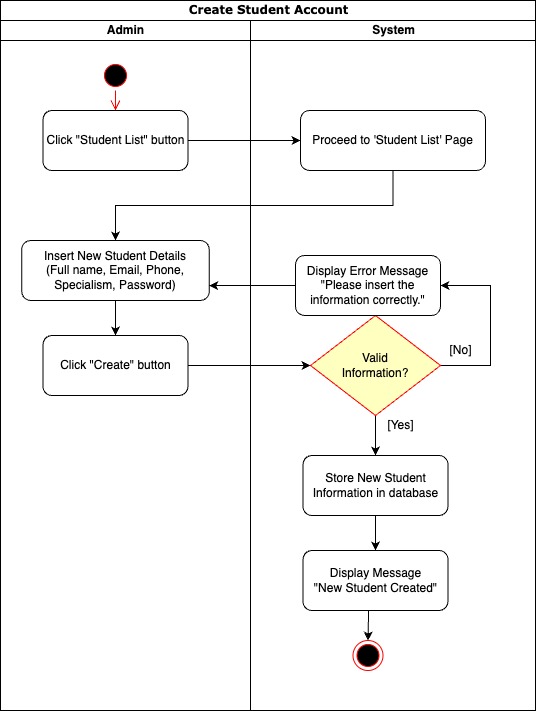 Create Student Account
Admin
System
Click "Student List" button
Proceed to 'Student List' Page
Insert New Student Details
(Full name, Email, Phone,
Specialism, Password)
Display Error Message
"Please insert the
information correctly."
Click "Create" button
Valid
Information?
[No]
[Yes]
Store New Student
Information in database
Display Message
"New Student Created"